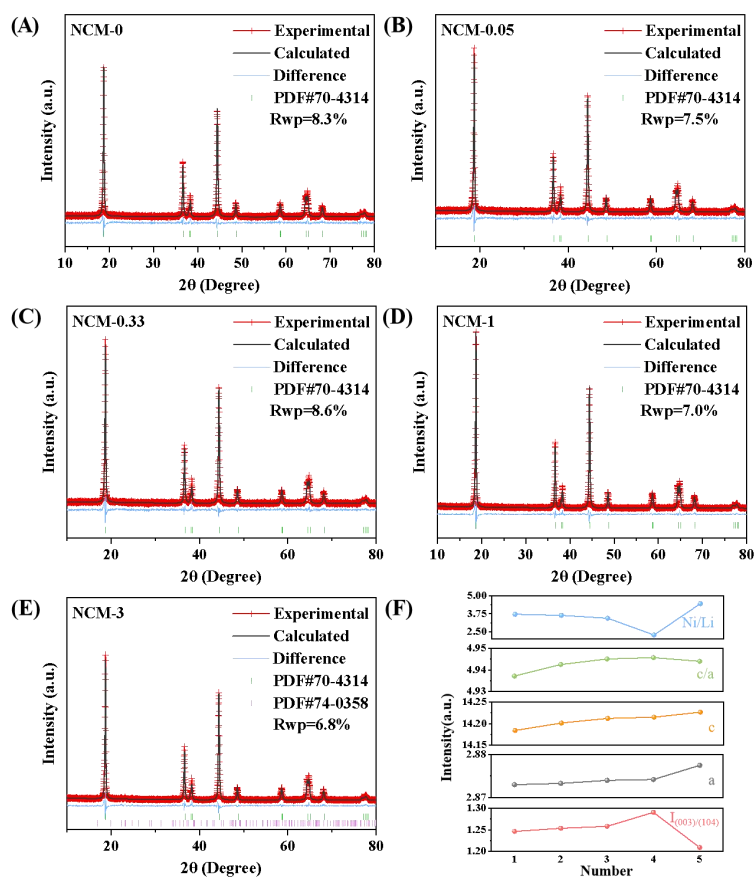 (A)
NCM-0
Experimental
Calculated
Difference
PDF#70-4314
Rwp=8.3%
Intensity (a.u.)
10 20 30 40 50 60 70 80
2θ (Degree)
(B)
NCM-0.05
Experimental
Calculated
Difference
PDF#70-4314
Rwp=7.5%
Intensity (a.u.)
20 40 60 80
2θ (Degree)
(C)
NCM-0.33
Experimental
Calculated
Difference
PDF#70-4314
Rwp=8.6%
Intensity (a.u.)
20 40 60 80
2θ (Degree)
(D)
NCM-1
Experimental
Calculated
Difference
PDF#70-4314
Rwp=7.0%
Intensity (a.u.)
10 20 30 40 50 60 70 80
2θ (Degree)
(E)
NCM-3
Experimental
Calculated
Difference
PDF#70-4314
PDF#74-0358
Rwp=6.8%
Intensity (a.u.)
20 40 60 80
2θ (Degree)
(F)
5.00
3.75
2.50
Ni/Li
4.95
4.94
4.93
c/a
14.25
14.20
14.15
c
2.88
2.87
a
1.30
1.25
1.20
I(003)/(104)
Intensity(a.u.)
1 2 3 4 5
Number